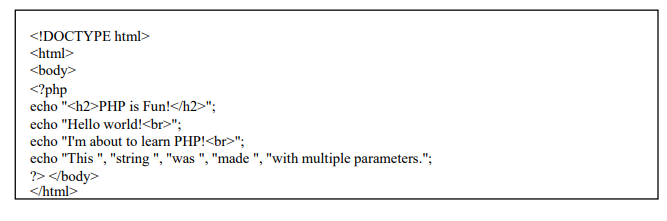 <!DOCTYPE html>
<html>
<body>
<?php
echo "<h2>PHP is Fun!</h2>";
echo "Hello world!<br>";
echo "I'm about to learn PHP!<br>";
echo "This ", "string ", "was ", "made ", "with multiple parameters.";
?> </body>
</html>